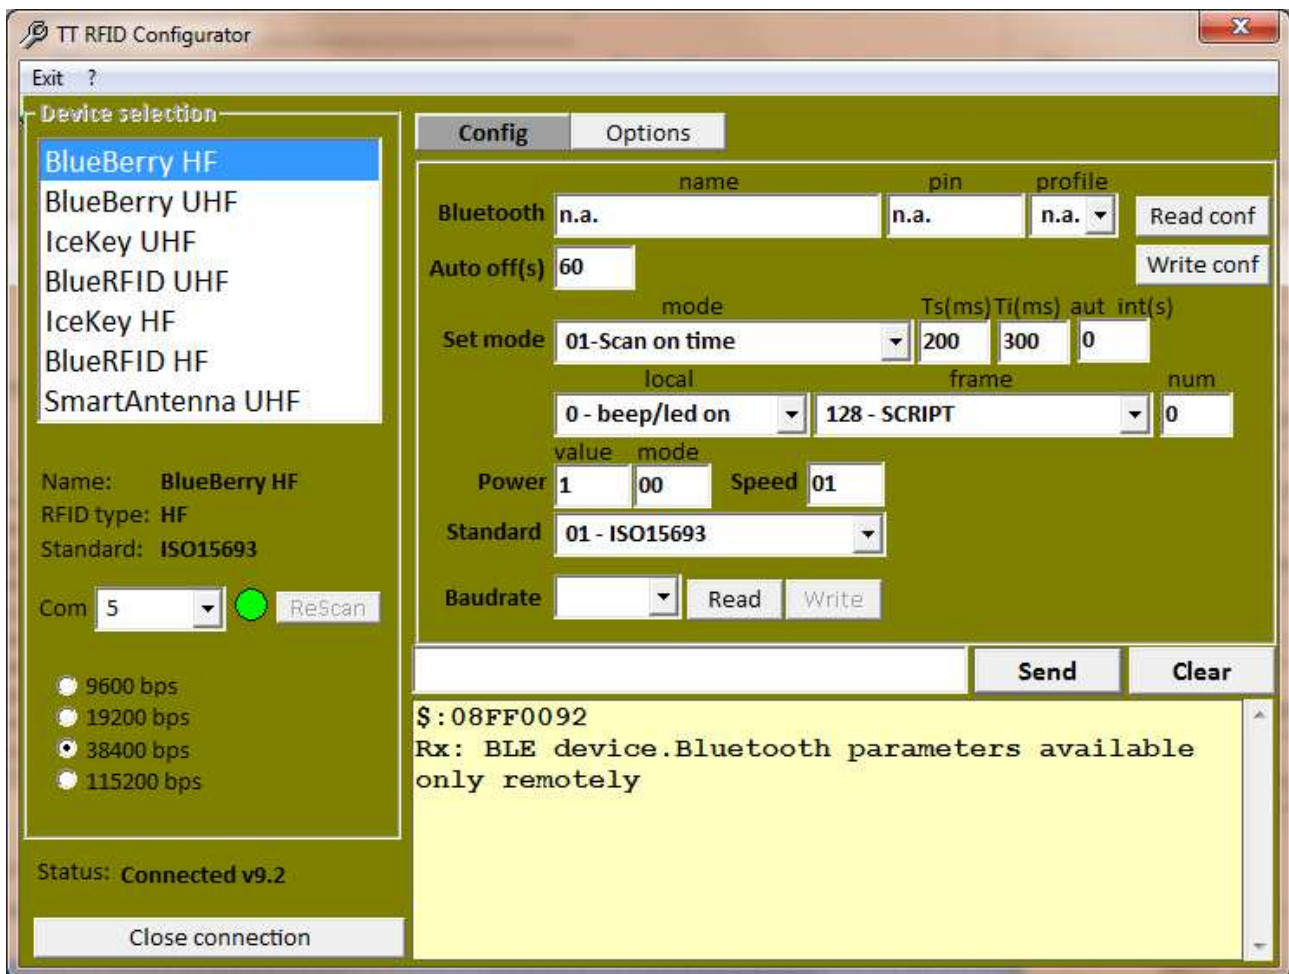 TT RFID Configurator
X
Exit ?
Device selection
BlueBerry HF
BlueBerry UHF
IceKey UHF
BlueRFID UHF
IceKey HF
BlueRFID HF
SmartAntenna UHF
Name: BlueBerry HF
RFID type: HF
Standard: ISO15693
Com 5 ReScan
9600 bps
19200 bps
38400 bps
115200 bps
Status: Connected v9.2
Close connection
Config Options
name pin profile
Bluetooth n.a. n.a. n.a. Read conf
Auto off(s) 60 Write conf
mode Ts(ms) Ti(ms) aut int(s)
Set mode 01-Scan on time 200 300 0
local frame num
0 - beep/led on 128 - SCRIPT 0
value mode
Power 1 00 Speed 01
Standard 01 - ISO15693
Baudrate Read Write
Send Clear
$:08FF0092
Rx: BLE device.Bluetooth parameters available
only remotely